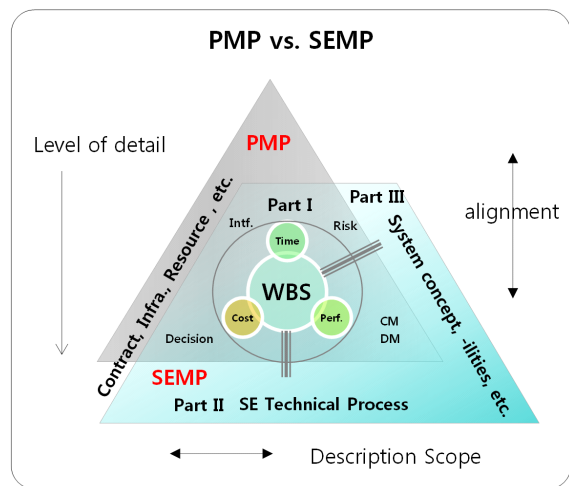 PMP vs. SEMP
Level of detail
PMP
Part III
Part I
alignment
Intf.
Risk
Time
Contract, Infra., Resource , etc.
System concept, -ilities, etc.
WBS
Cost
Perf.
CM
DM
Decision
SEMP
Part II SE Technical Process
Description Scope